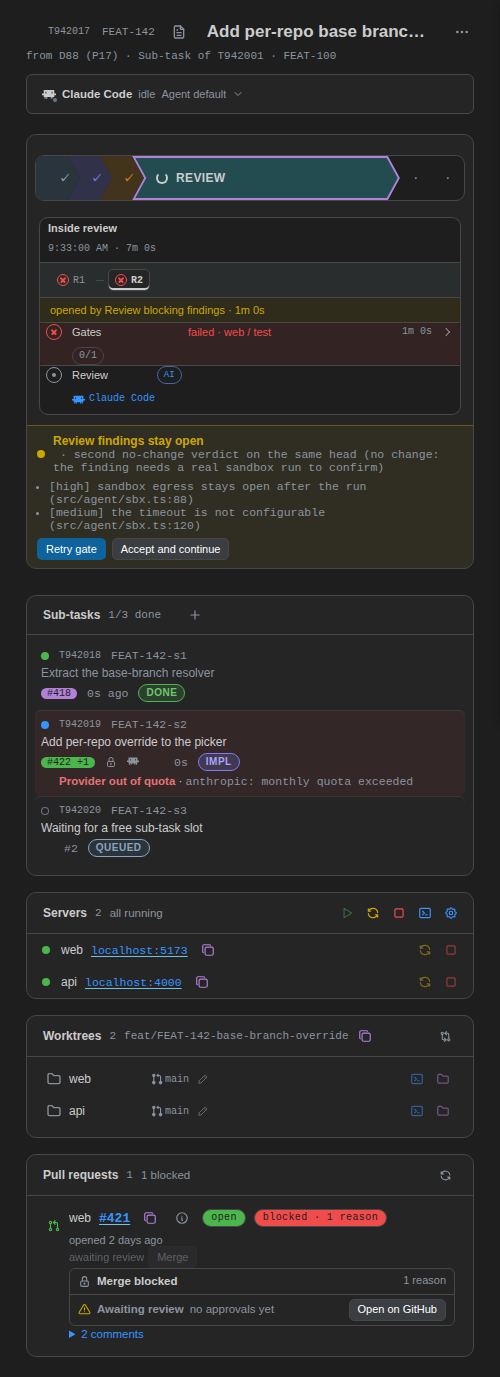 T942017 FEAT-142 Add per-repo base branc…
from D88 (P17) · Sub-task of T942001 · FEAT-100
Claude Code idle Agent default
REVIEW
Inside review
9:33:00 AM · 7m 0s
R1 R2
opened by Review blocking findings · 1m 0s
Gates failed · web / test 1m 0s
0/1
Review AI
Claude Code
Review findings stay open
· second no-change verdict on the same head (no change:
the finding needs a real sandbox run to confirm)
• [high] sandbox egress stays open after the run
(src/agent/sbx.ts:88)
• [medium] the timeout is not configurable
(src/agent/sbx.ts:120)
Retry gate Accept and continue
Sub-tasks 1/3 done
T942018 FEAT-142-s1
Extract the base-branch resolver
#418 0s ago DONE
T942019 FEAT-142-s2
Add per-repo override to the picker
#422 +1 0s IMPL
Provider out of quota · anthropic: monthly quota exceeded
T942020 FEAT-142-s3
Waiting for a free sub-task slot
#2 QUEUED
Servers 2 all running
web localhost:5173
api localhost:4000
Worktrees 2 feat/FEAT-142-base-branch-override
web main
api main
Pull requests 1 1 blocked
web #421 open blocked · 1 reason
opened 2 days ago
awaiting review Merge
Merge blocked 1 reason
Awaiting review no approvals yet Open on GitHub
2 comments